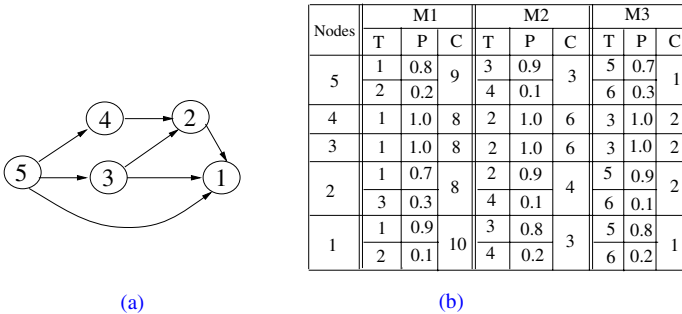 5
4
3
2
1
(a)
Nodes M1 M2 M3
T P C T P C T P C
5 1 0.8 9 3 0.9 3 5 0.7 1
2 0.2 4 0.1 6 0.3
4 1 1.0 8 2 1.0 6 3 1.0 2
3 1 1.0 8 2 1.0 6 3 1.0 2
2 1 0.7 8 2 0.9 4 5 0.9 2
3 0.3 4 0.1 6 0.1
1 1 0.9 10 3 0.8 3 5 0.8 1
2 0.1 4 0.2 6 0.2
(b)